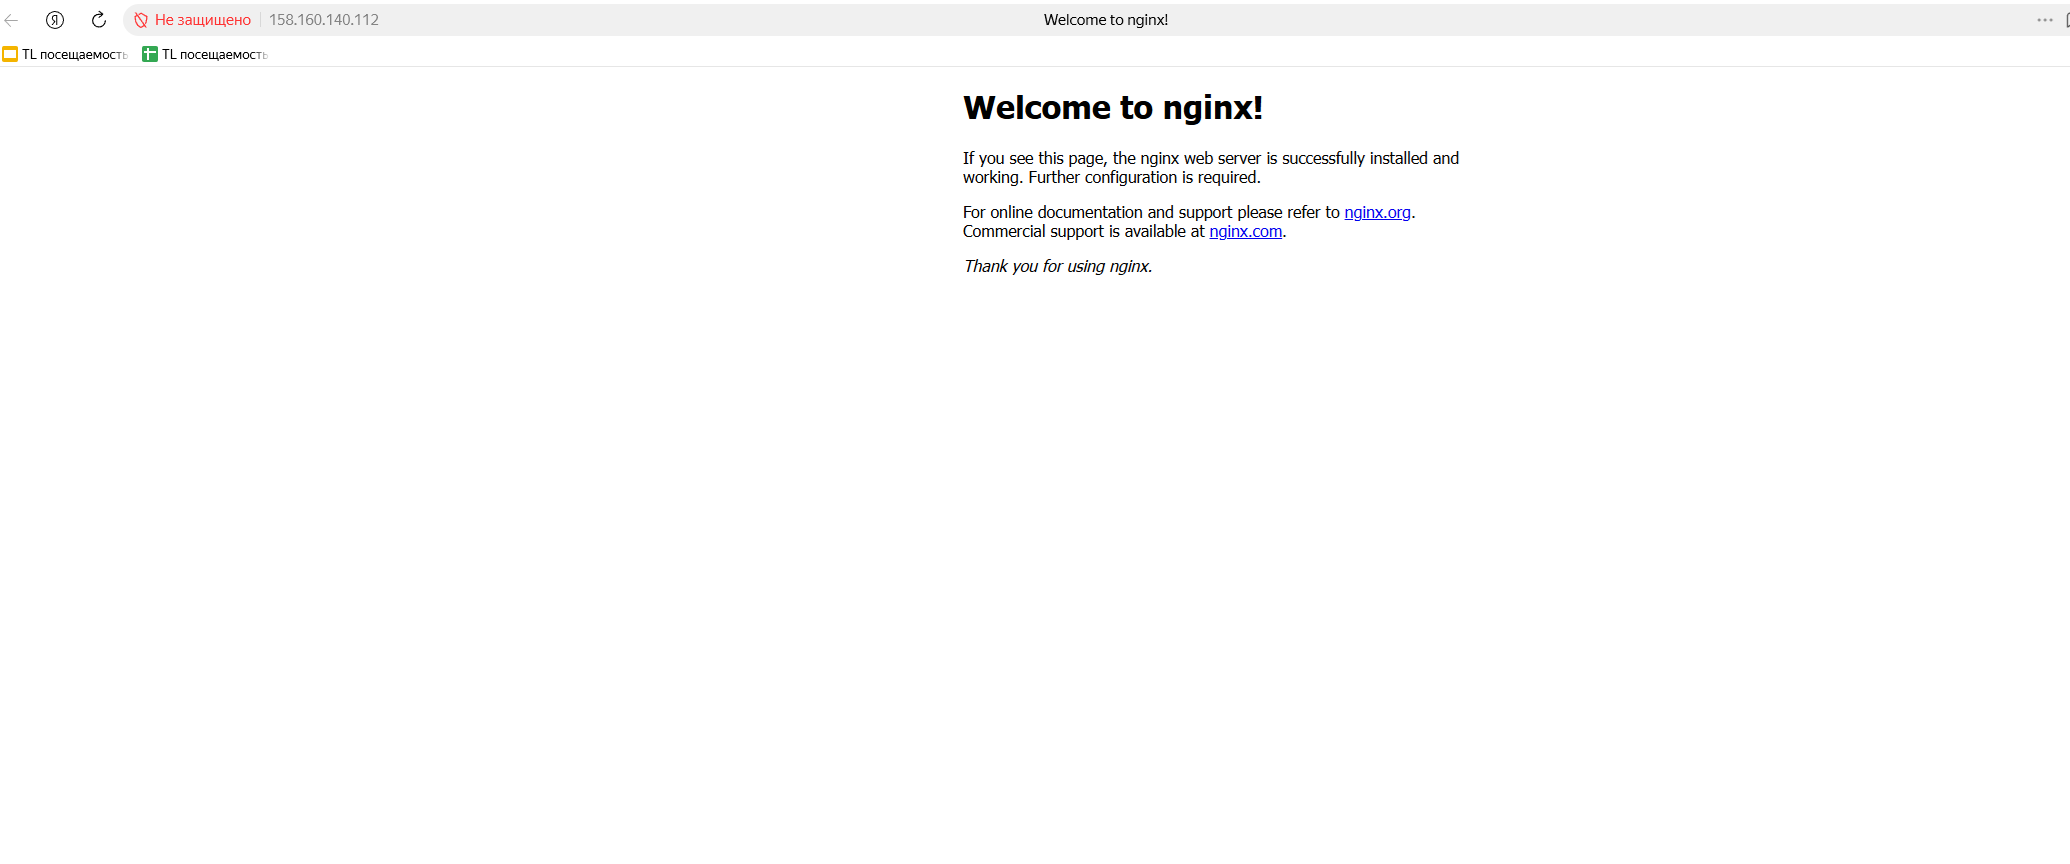 Я
Не защищено 158.160.140.112 Welcome to nginx!
TL посещаемость TL посещаемость
Welcome to nginx!
If you see this page, the nginx web server is successfully installed and
working. Further configuration is required.
For online documentation and support please refer to nginx.org.
Commercial support is available at nginx.com.
Thank you for using nginx.